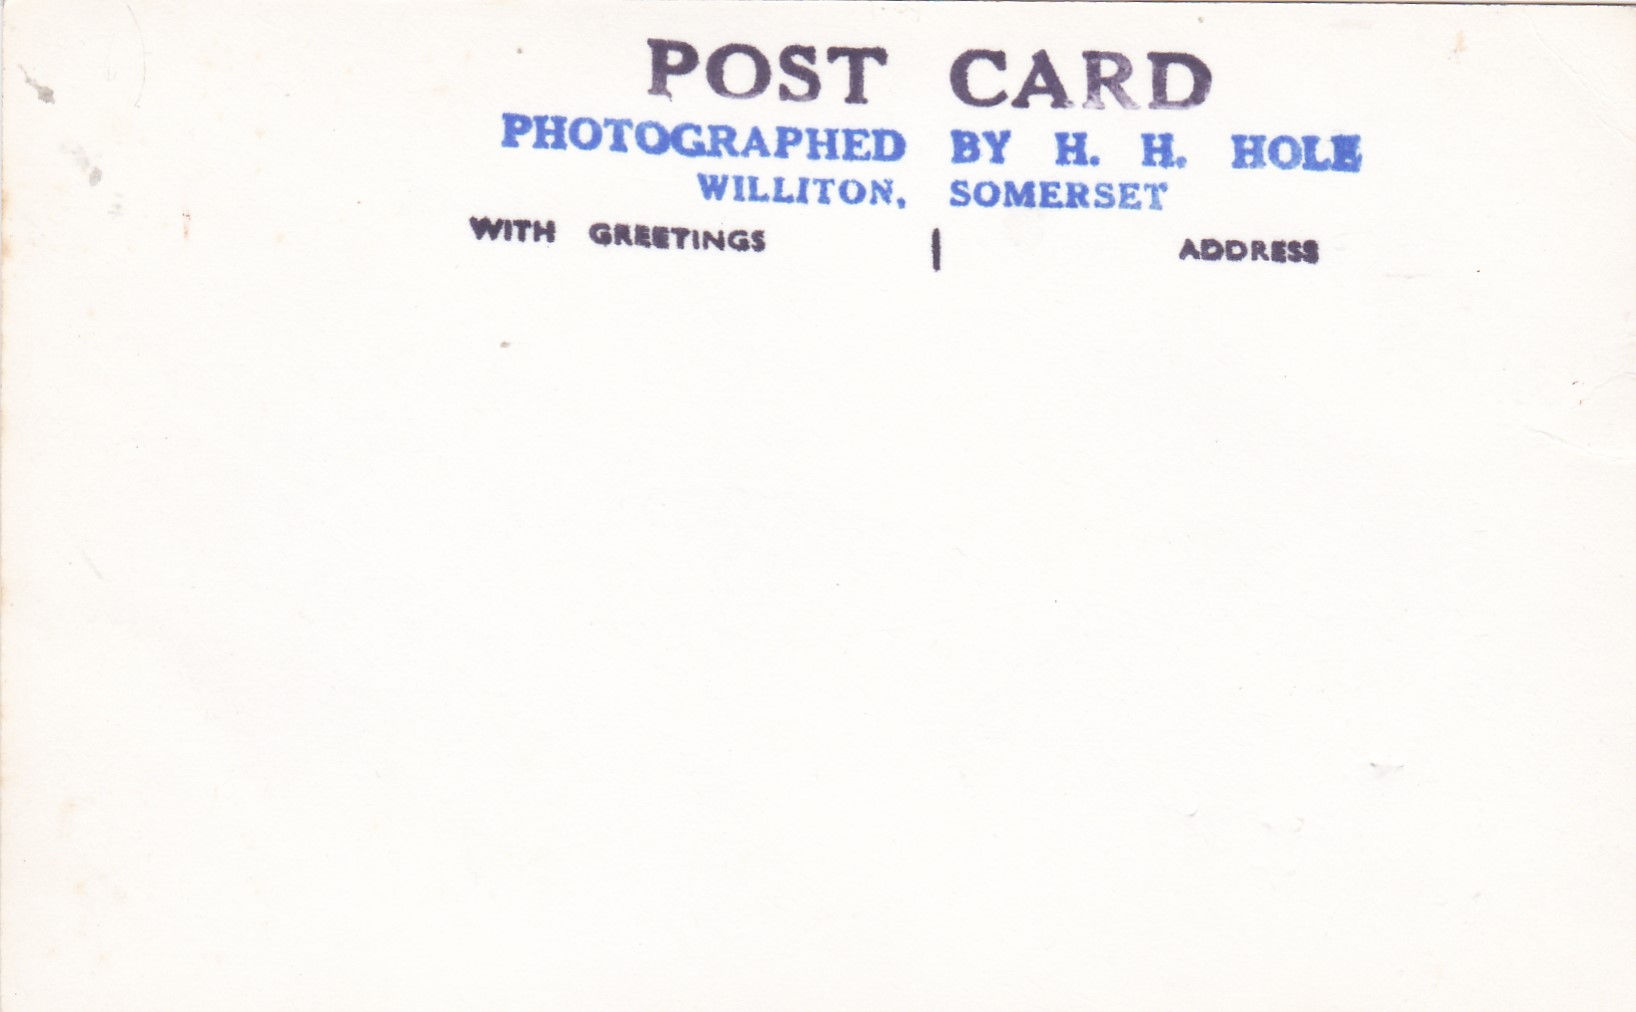 POST CARD
PHOTOGRAPHED BY H. H. HOLE
WILLITON, SOMERSET
WITH GREETINGS | ADDRESS